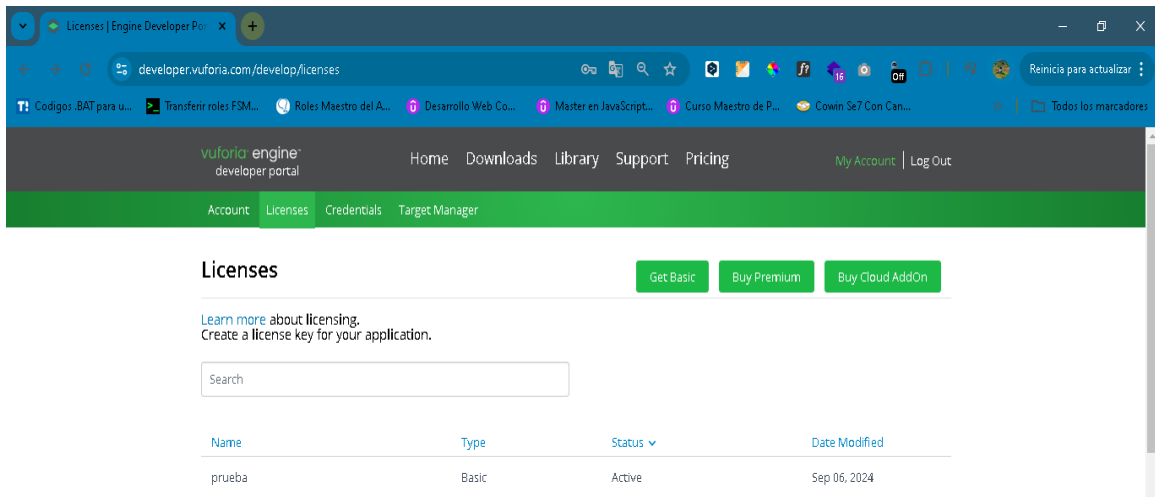 Licenses | Engine Developer Por
developer.vuforia.com/develop/licenses
16
Off
Reinicia para actualizar
T! Codigos .BAT para u... Transferir roles FSM... Roles Maestro del A... Desarrollo Web Co... Master en JavaScript... Curso Maestro de P... Cowin Se7 Con Can... Todos los marcadores
vuforia engine Home Downloads Library Support Pricing My Account | Log Out
developer portal
Account Licenses Credentials Target Manager
Licenses Get Basic Buy Premium Buy Cloud AddOn
Learn more about licensing.
Create a license key for your application.
Search
Name Type Status Date Modified
prueba Basic Active Sep 06, 2024